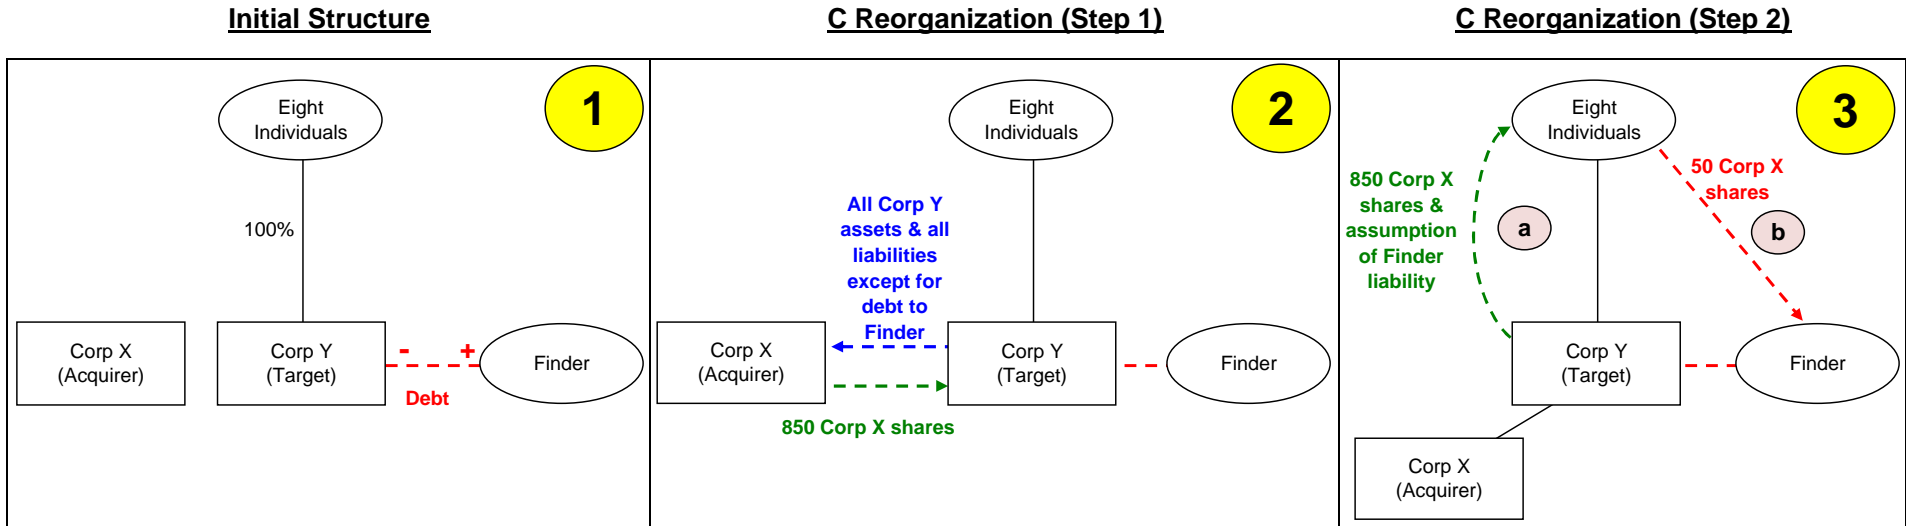 Initial Structure
C Reorganization (Step 1)
C Reorganization (Step 2)
Eight
Individuals
1
100%
Corp X
(Acquirer)
Corp Y
(Target)
-
+
Debt
Finder
Eight
Individuals
2
All Corp Y
assets & all
liabilities
except for
debt to
Finder
Corp X
(Acquirer)
Corp Y
(Target)
Finder
850 Corp X shares
Eight
Individuals
3
850 Corp X
shares &
assumption
of Finder
liability
a
50 Corp X
shares
b
Corp Y
(Target)
Finder
Corp X
(Acquirer)